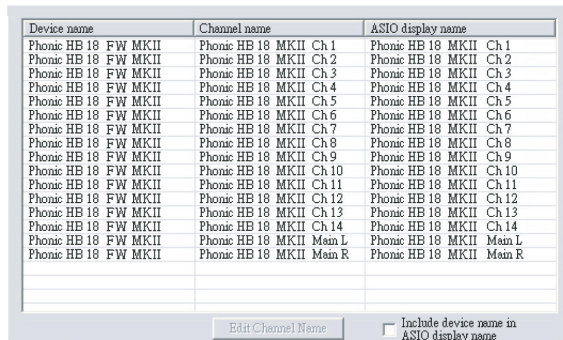 Device name Channel name ASIO display name
Phonic HB 18 FW MKII Phonic HB 18 MKII Ch 1 Phonic HB 18 MKII Ch 1
Phonic HB 18 FW MKII Phonic HB 18 MKII Ch 2 Phonic HB 18 MKII Ch 2
Phonic HB 18 FW MKII Phonic HB 18 MKII Ch 3 Phonic HB 18 MKII Ch 3
Phonic HB 18 FW MKII Phonic HB 18 MKII Ch 4 Phonic HB 18 MKII Ch 4
Phonic HB 18 FW MKII Phonic HB 18 MKII Ch 5 Phonic HB 18 MKII Ch 5
Phonic HB 18 FW MKII Phonic HB 18 MKII Ch 6 Phonic HB 18 MKII Ch 6
Phonic HB 18 FW MKII Phonic HB 18 MKII Ch 7 Phonic HB 18 MKII Ch 7
Phonic HB 18 FW MKII Phonic HB 18 MKII Ch 8 Phonic HB 18 MKII Ch 8
Phonic HB 18 FW MKII Phonic HB 18 MKII Ch 9 Phonic HB 18 MKII Ch 9
Phonic HB 18 FW MKII Phonic HB 18 MKII Ch 10 Phonic HB 18 MKII Ch 10
Phonic HB 18 FW MKII Phonic HB 18 MKII Ch 11 Phonic HB 18 MKII Ch 11
Phonic HB 18 FW MKII Phonic HB 18 MKII Ch 12 Phonic HB 18 MKII Ch 12
Phonic HB 18 FW MKII Phonic HB 18 MKII Ch 13 Phonic HB 18 MKII Ch 13
Phonic HB 18 FW MKII Phonic HB 18 MKII Ch 14 Phonic HB 18 MKII Ch 14
Phonic HB 18 FW MKII Phonic HB 18 MKII Main L Phonic HB 18 MKII Main L
Phonic HB 18 FW MKII Phonic HB 18 MKII Main R Phonic HB 18 MKII Main R
Edit Channel Name
Include device name in
ASIO display name